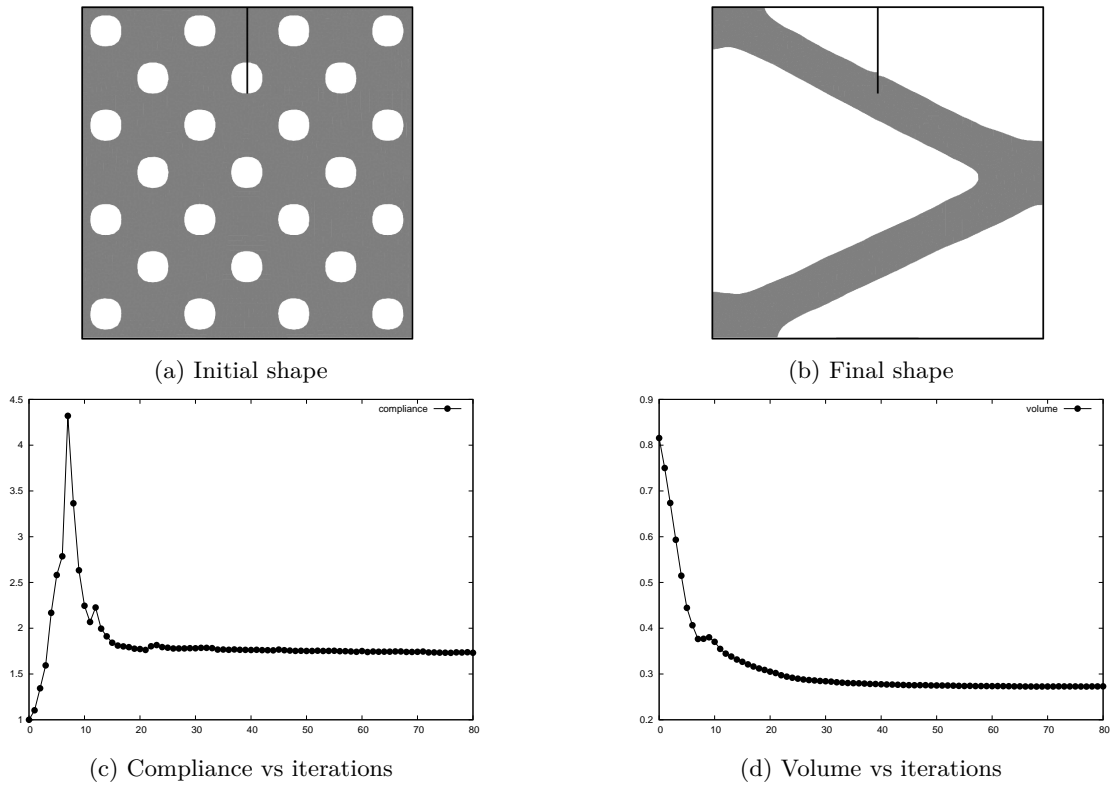 (a) Initial shape
(b) Final shape
4.5
4
3.5
3
2.5
2
1.5
1
0 10 20 30 40 50 60 70 80
compliance
0.9
0.8
0.7
0.6
0.5
0.4
0.3
0.2
0 10 20 30 40 50 60 70 80
volume
(c) Compliance vs iterations
(d) Volume vs iterations